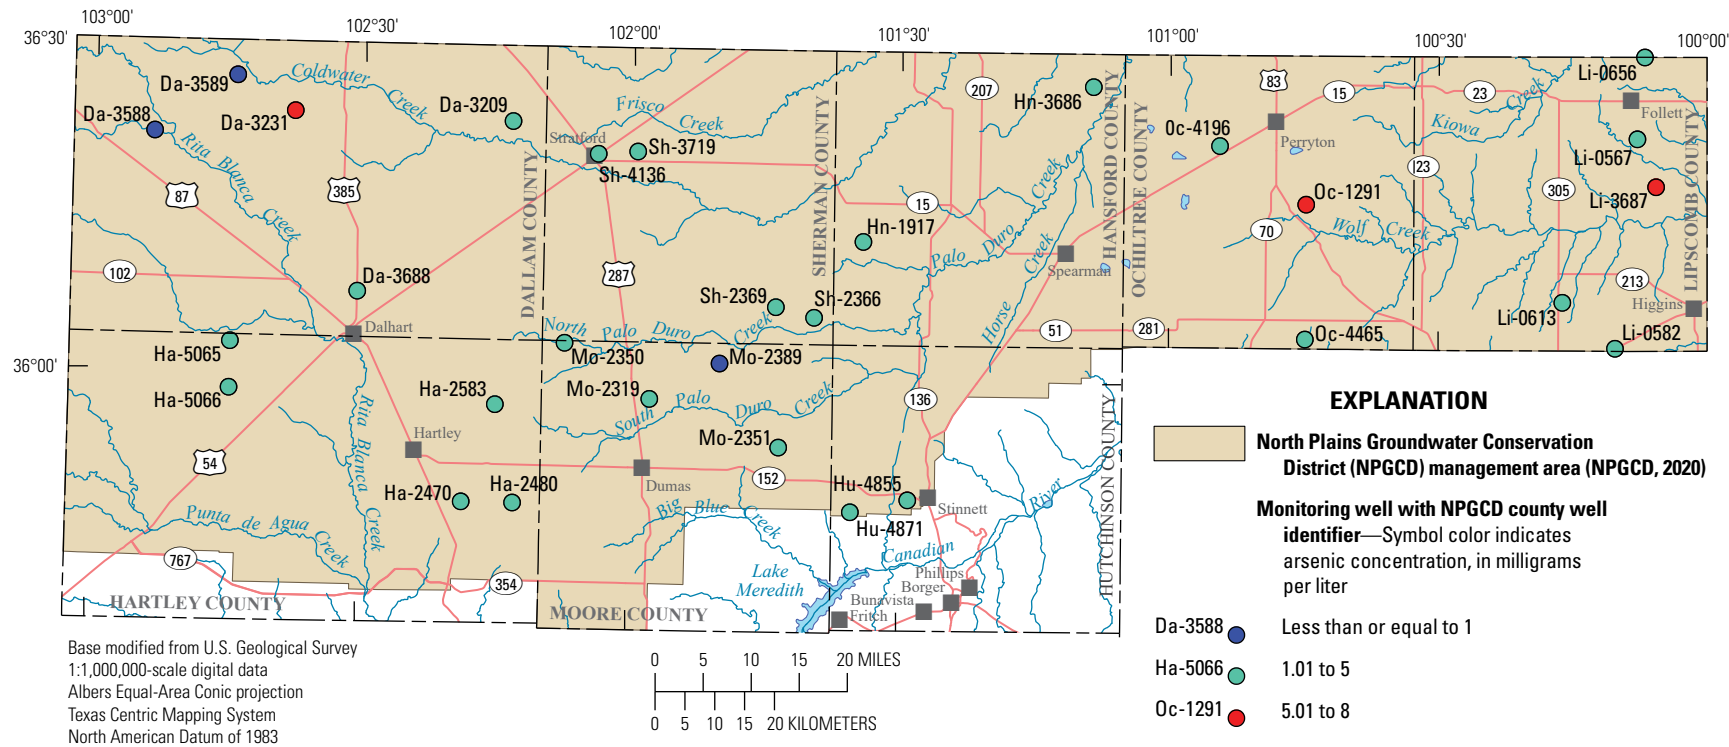 103°00'
102°30'
102°00'
101°30'
101°00'
100°30'
100°00'
36°30'
36°00'
Da-3589
Da-3588
Da-3231
Coldwater
Creek
Da-3209
Rita Blanca
Creek
87
385
102
Da-3688
Dalhart
DALLAM COUNTY
Stratford
Frisco
Creek
Sh-3719
Sh-4136
287
SHERMAN COUNTY
Sh-2369
Sh-2366
North Palo Duro
Creek
207
Hn-3686
15
Hn-1917
Palo Duro
Creek
Horse
Creek
Spearman
HANSFORD COUNTY
OCHILTREE COUNTY
Oc-4196
83
Perryton
15
Oc-1291
70
Wolf Creek
51
281
Oc-4465
23
23
Kiowa
Creek
Li-0656
Follett
Li-0567
305
Li-3687
213
Higgins
Li-0613
Li-0582
LIPSCOMB COUNTY
Ha-5065
Ha-5066
Ha-2583
Hartley
54
Rita Blanca
Creek
Ha-2470
Ha-2480
Punta de Agua
Creek
767
354
HARTLEY COUNTY
Mo-2350
Mo-2389
Mo-2319
South Palo
Duro
Creek
Mo-2351
Dumas
152
Big Blue
Creek
MOORE COUNTY
136
Hu-4855
Stinnett
Hu-4871
Canadian
River
Lake
Meredith
Phillips
Borger
Bunavista
Fritch
HUTCHINSON COUNTY
EXPLANATION
North Plains Groundwater Conservation
District (NPGCD) management area (NPGCD, 2020)
Monitoring well with NPGCD county well
identifier—Symbol color indicates
arsenic concentration, in milligrams
per liter
Da-3588 Less than or equal to 1
Ha-5066 1.01 to 5
Oc-1291 5.01 to 8
Base modified from U.S. Geological Survey
1:1,000,000-scale digital data
Albers Equal-Area Conic projection
Texas Centric Mapping System
North American Datum of 1983
0 5 10 15 20 MILES
0 5 10 15 20 KILOMETERS